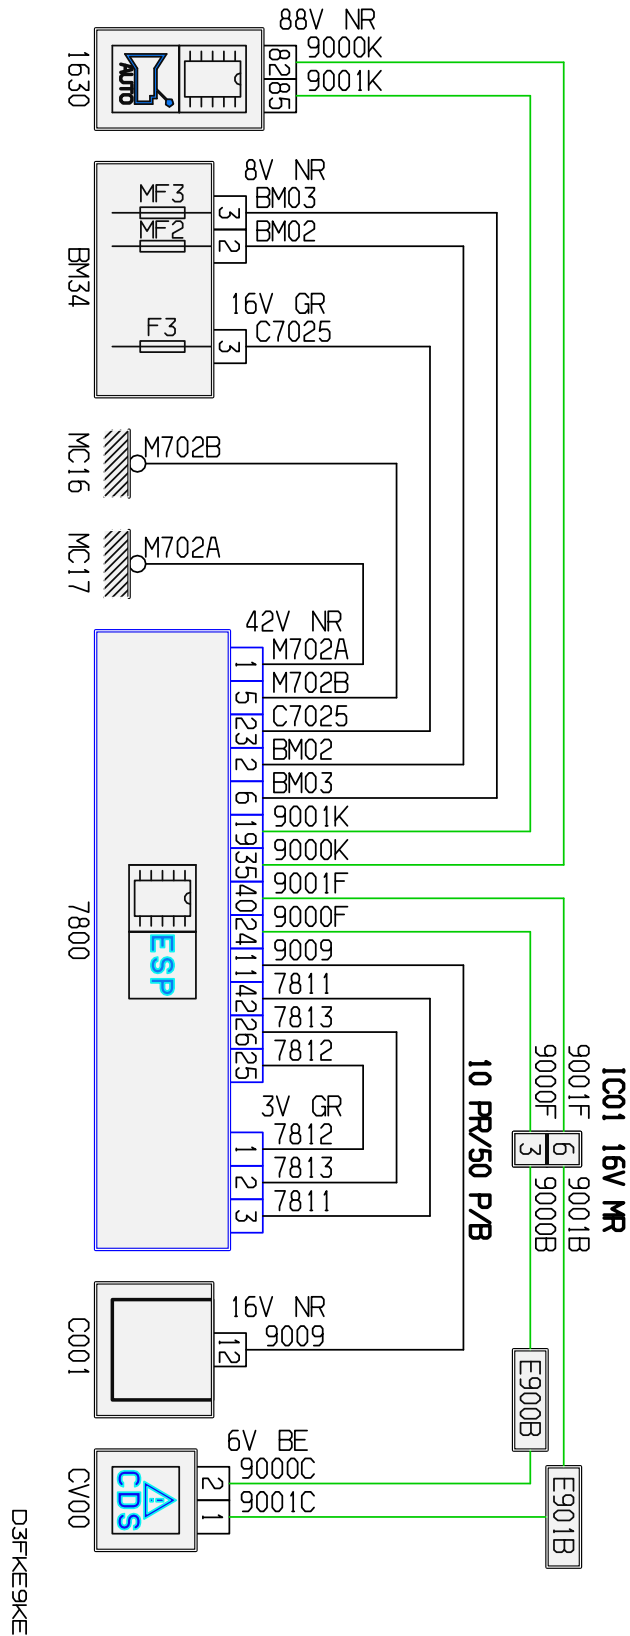 88V NR
9000K
82
9001K
85
AUTO
1630
8V NR
BM03
3
MF3
BM02
2
MF2
BM34
16V GR
C7025
3
F3
M702B
MC16
M702A
MC17
42V NR
M702A
1
M702B
5
C7025
23
BM02
2
BM03
6
9001K
19
9000K
35
9001F
40
9000F
24
9009
11
7811
42
7813
26
7812
25
ESP
7800
3V GR
7812
1
7813
2
7811
3
10 PR/50 P/B
IC01 16V MR
9001F
6
9001B
9000F
3
9000B
16V NR
9009
12
C001
E900B
E901B
6V BE
9000C
2
9001C
1
CDS
CV00
D3FKE9KE